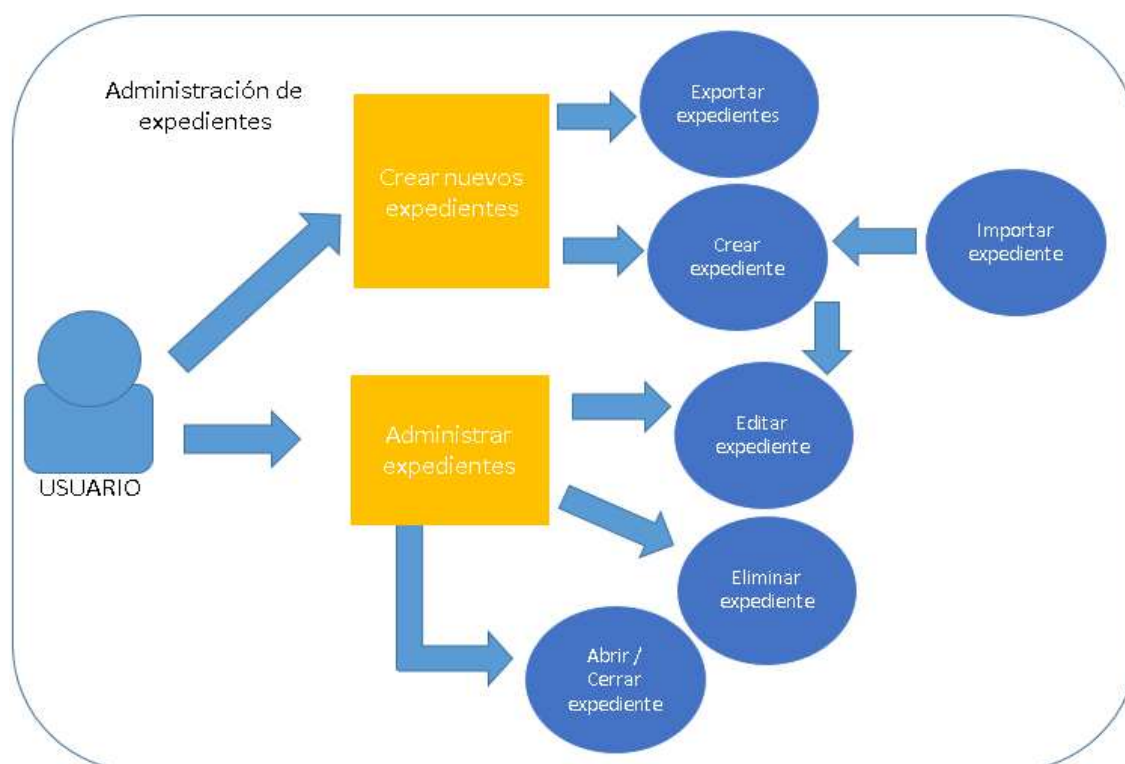 Administración de
expedientes
Crear nuevos
expedientes
Exportar
expedientes
Crear
expediente
Importar
expediente
USUARIO
Administrar
expedientes
Editar
expediente
Eliminar
expediente
Abrir /
Cerrar
expediente